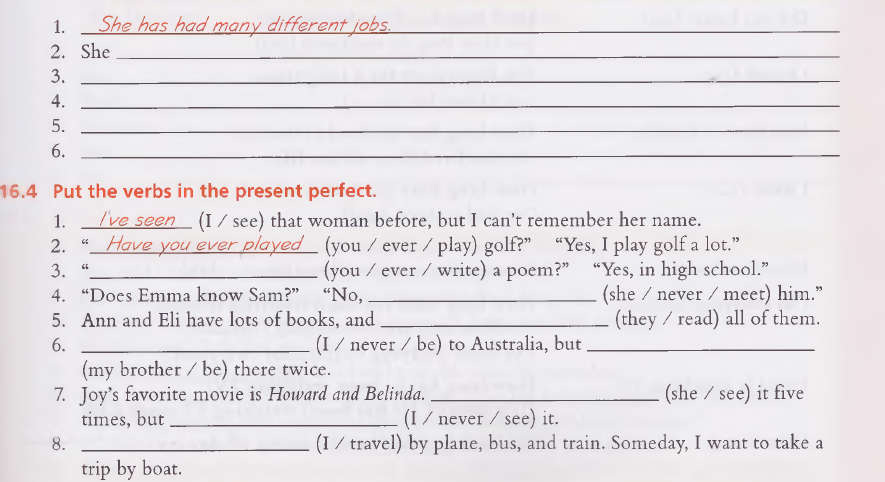 1. She has had many different jobs.
2. She
3.
4.
5.
6.
16.4 Put the verbs in the present perfect.
1. I've seen (I / see) that woman before, but I can't remember her name.
2. “ Have you ever played (you / ever / play) golf?” “Yes, I play golf a lot.”
3. “ (you / ever / write) a poem?” “Yes, in high school.”
4. “Does Emma know Sam?” “No, (she / never / meet) him.”
5. Ann and Eli have lots of books, and (they / read) all of them.
6. (I / never / be) to Australia, but
(my brother / be) there twice.
7. Joy's favorite movie is Howard and Belinda. (she / see) it five
times, but (I / never / see) it.
8. (I / travel) by plane, bus, and train. Someday, I want to take a
trip by boat.